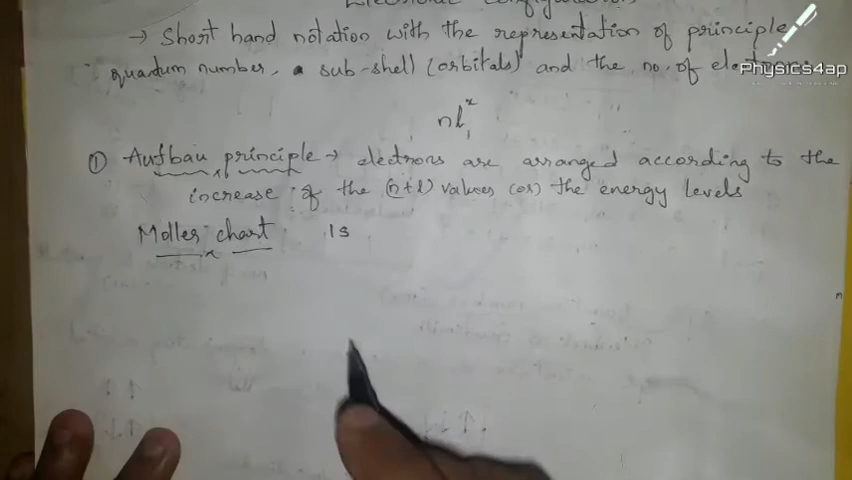 Electronic configuration
→ Short hand notation with the representation of principle
quantum number, sub-shell (orbitals) and the no. of electrons
Physics4ap
nlˣ
① Aufbau principle → electrons are arranged according to the
increase of the (n+l) values (or) the energy levels
Moller chart 1s